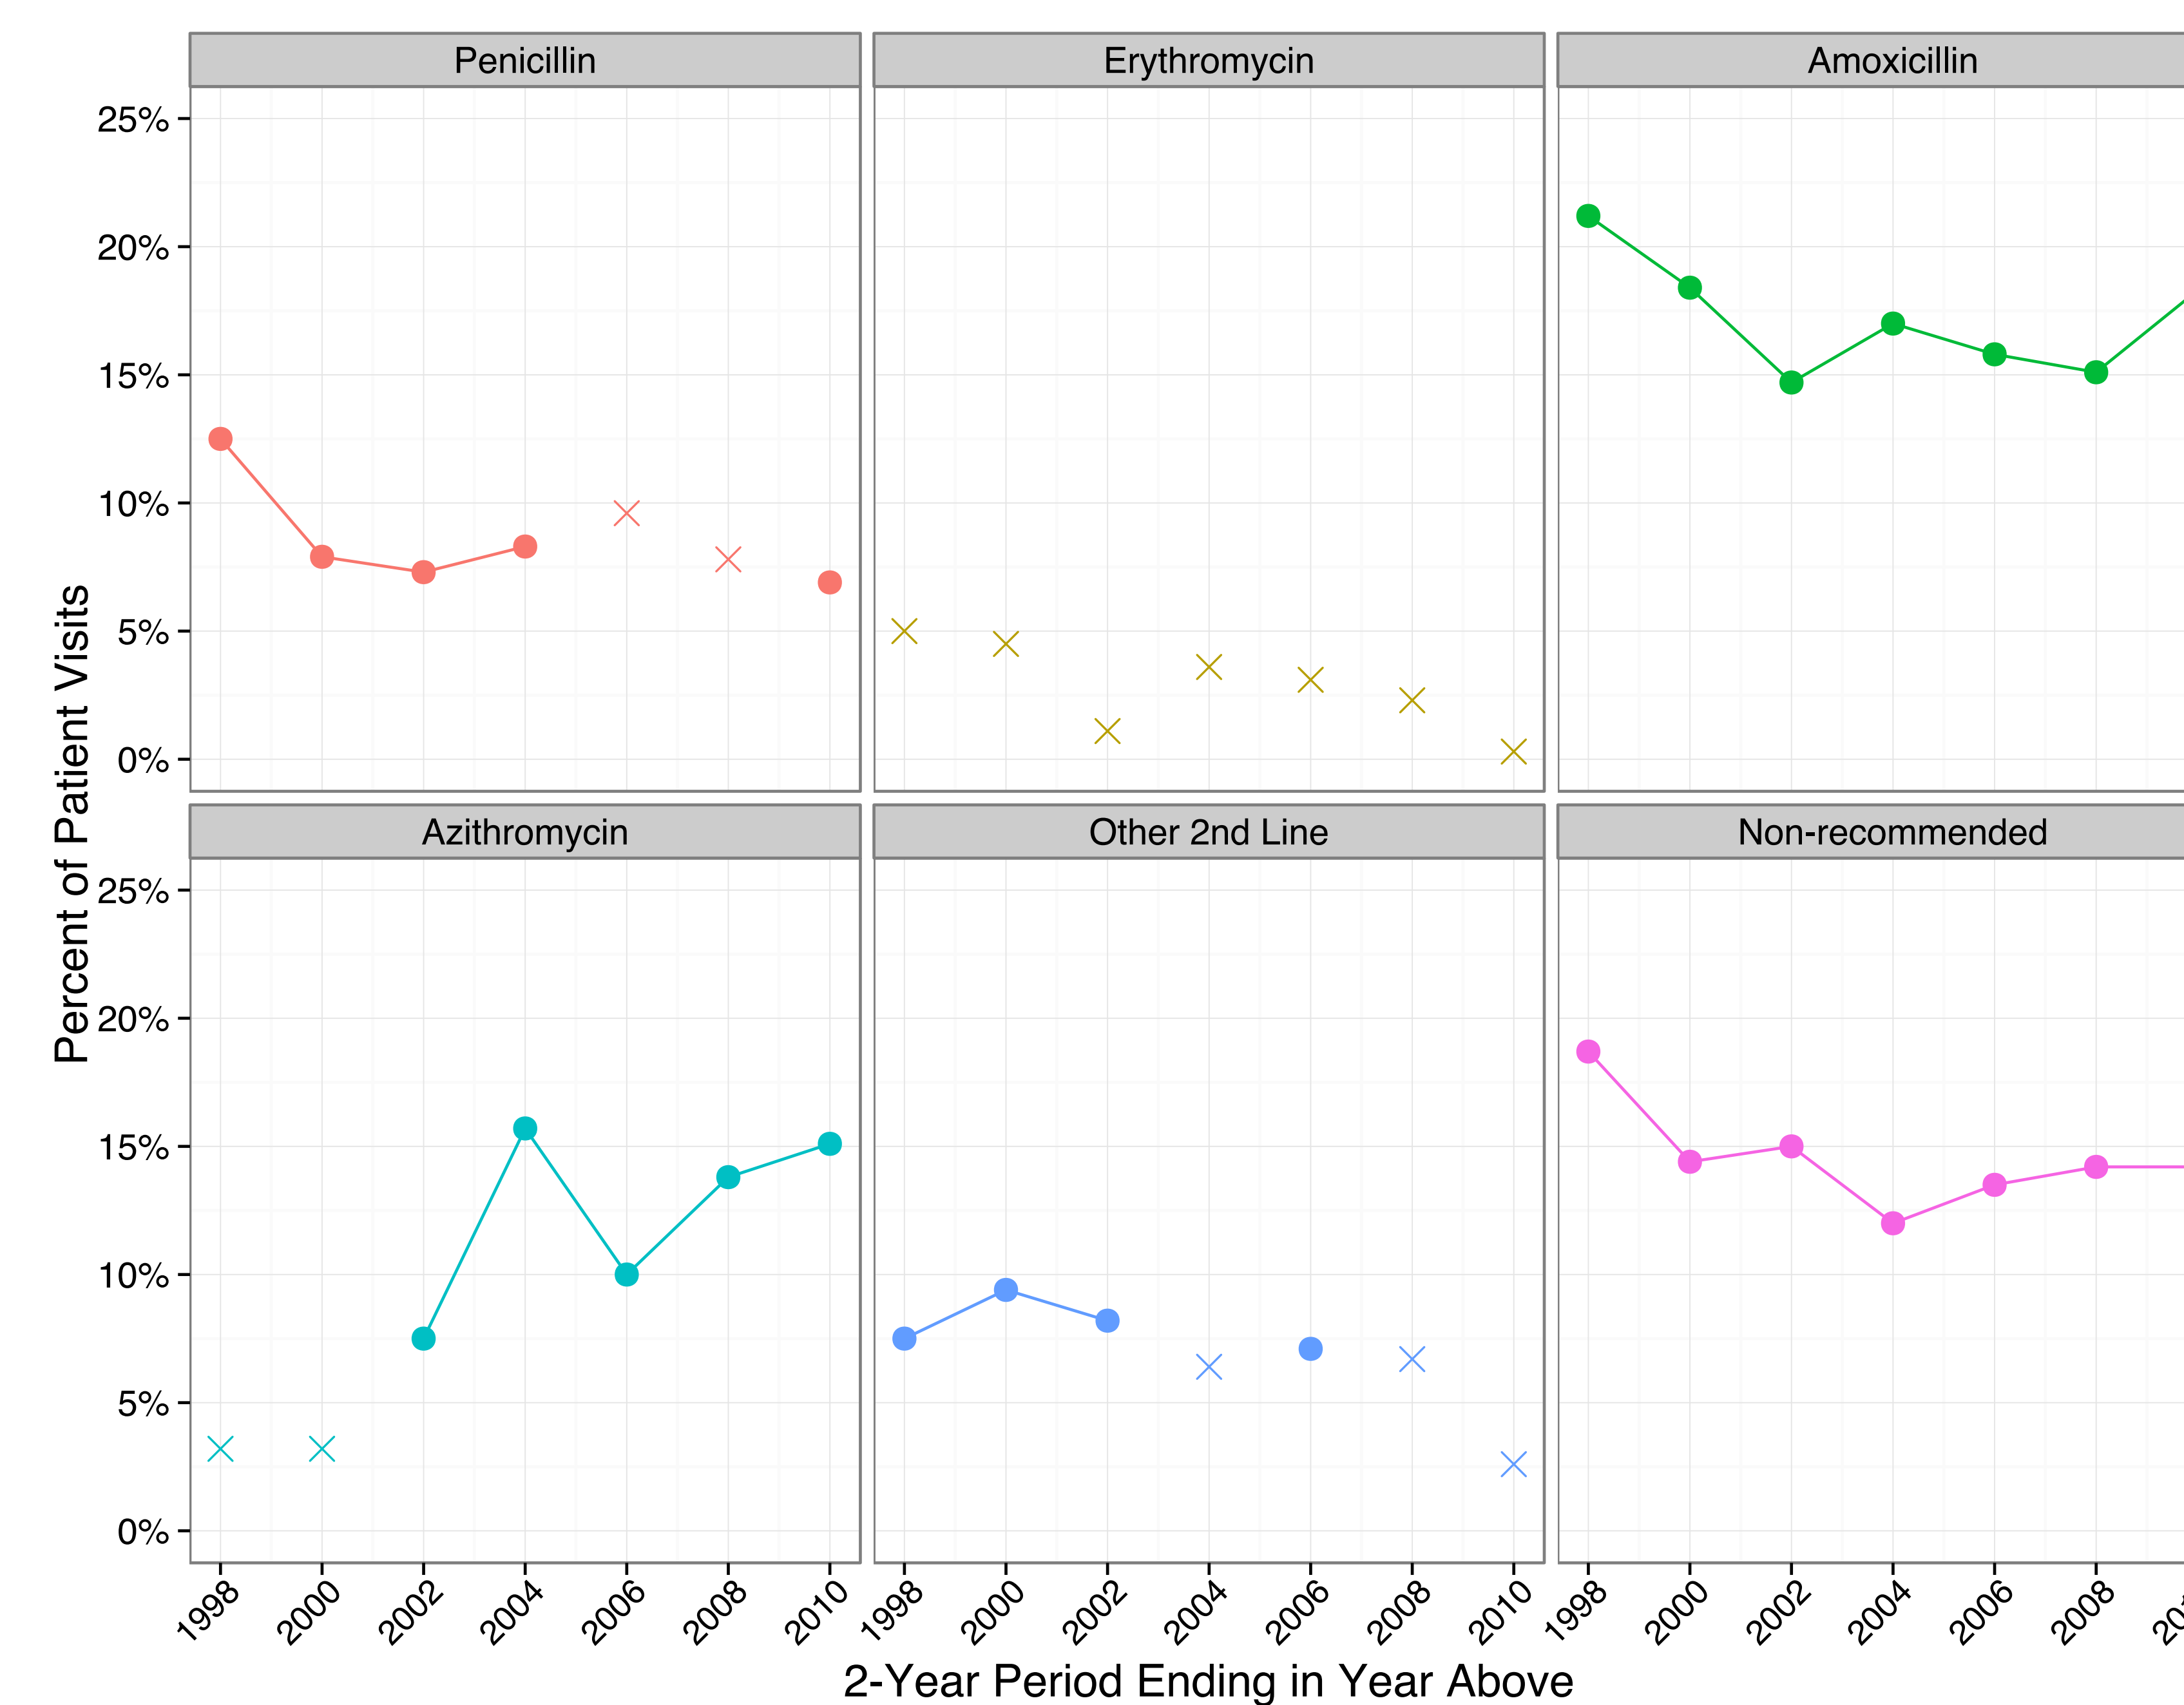 Penicillin Erythromycin Amoxicillin
25%
20%
15%
10%
5%
0%
Percent of Patient Visits
Azithromycin Other 2nd Line Non-recommended
25%
20%
15%
10%
5%
0%
1998 2000 2002 2004 2006 2008 2010 1998 2000 2002 2004 2006 2008 2010 1998 2000 2002 2004 2006 2008
2-Year Period Ending in Year Above